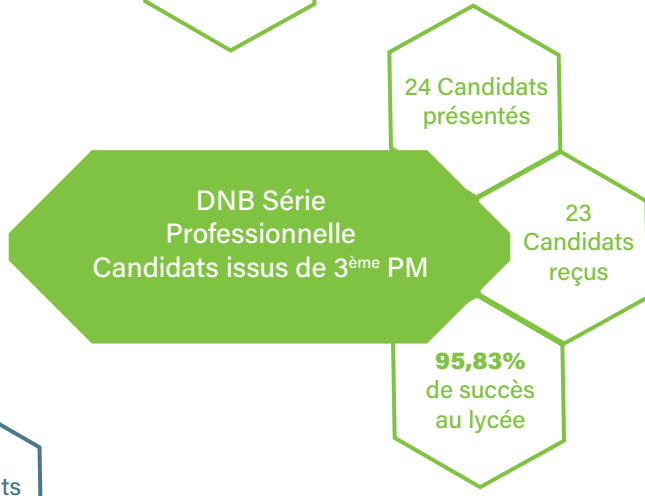 24 Candidats
présentés
DNB Série
Professionnelle
Candidats issus de 3ème PM
23
Candidats
reçus
95,83%
de succès
au lycée